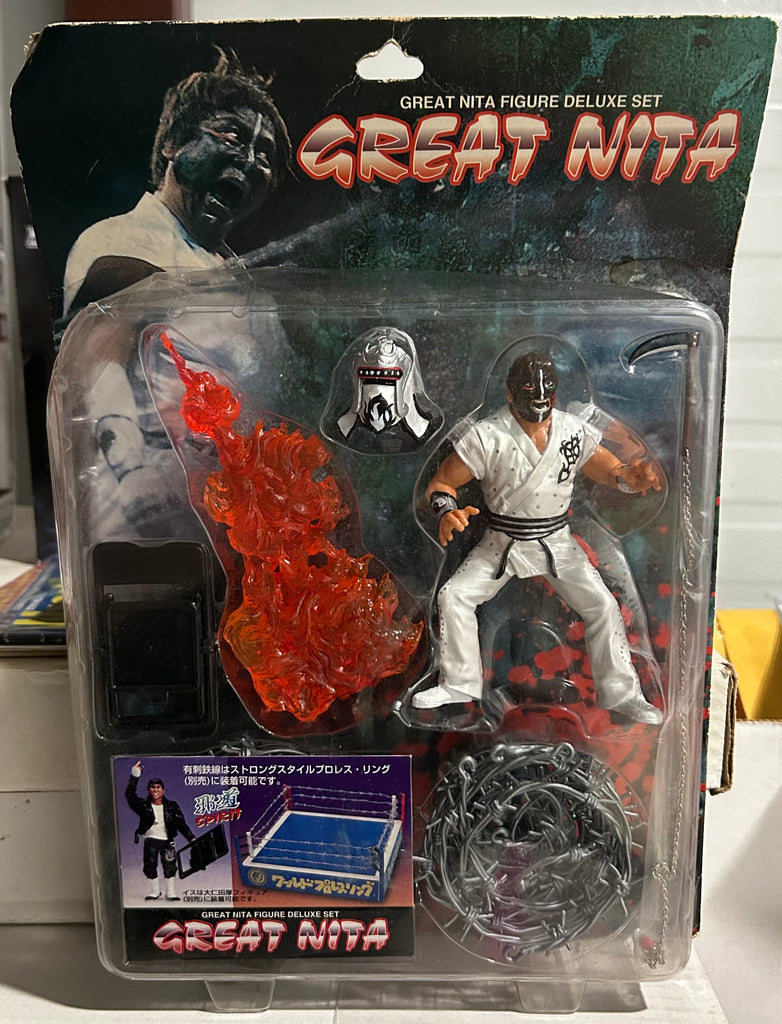 GREAT NITA FIGURE DELUXE SET
GREAT NITA
有刺鉄線はストロングスタイルプロレス・リング
(別売)に装着可能です。
邪道
SPIRIT
ワールドプロレスリング
イスは大仁田厚フィギュア
(別売)に装着可能です。
GREAT NITA FIGURE DELUXE SET
GREAT NITA